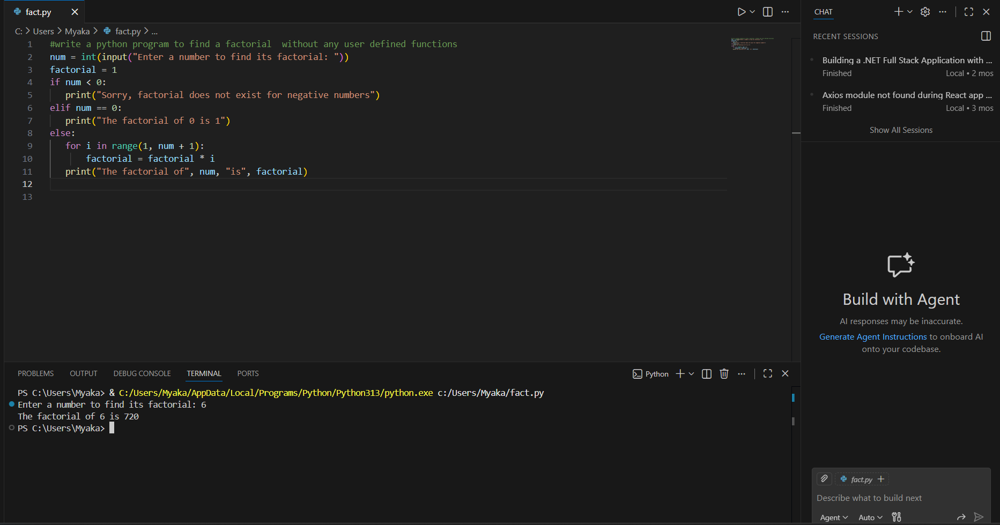 fact.py
C: > Users > Myaka > fact.py > ...
1 #write a python program to find a factorial  without any user defined functions
2 num = int(input("Enter a number to find its factorial: "))
3 factorial = 1
4 if num < 0:
5    print("Sorry, factorial does not exist for negative numbers")
6 elif num == 0:
7    print("The factorial of 0 is 1")
8 else:
9    for i in range(1, num + 1):
10        factorial = factorial * i
11    print("The factorial of", num, "is", factorial)
12
13
PROBLEMS OUTPUT DEBUG CONSOLE TERMINAL PORTS
Python
PS C:\Users\Myaka> & C:/Users/Myaka/AppData/Local/Programs/Python/Python313/python.exe c:/Users/Myaka/fact.py
Enter a number to find its factorial: 6
The factorial of 6 is 720
PS C:\Users\Myaka>
CHAT
RECENT SESSIONS
Building a .NET Full Stack Application with ...
Finished Local • 2 mos
Axios module not found during React app ...
Finished Local • 3 mos
Show All Sessions
Build with Agent
AI responses may be inaccurate.
Generate Agent Instructions to onboard AI
onto your codebase.
fact.py
Describe what to build next
Agent Auto